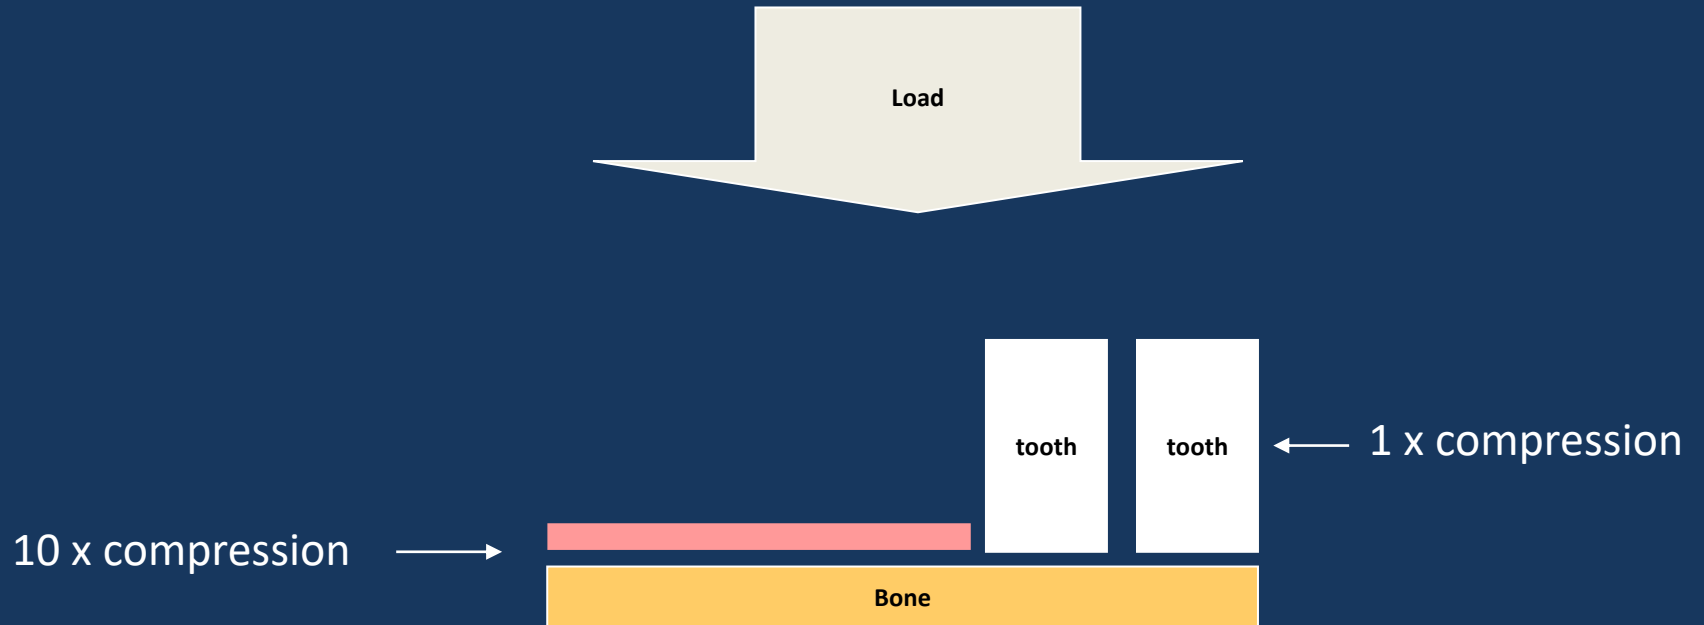 Load
tooth
tooth
1 x compression
10 x compression
Bone